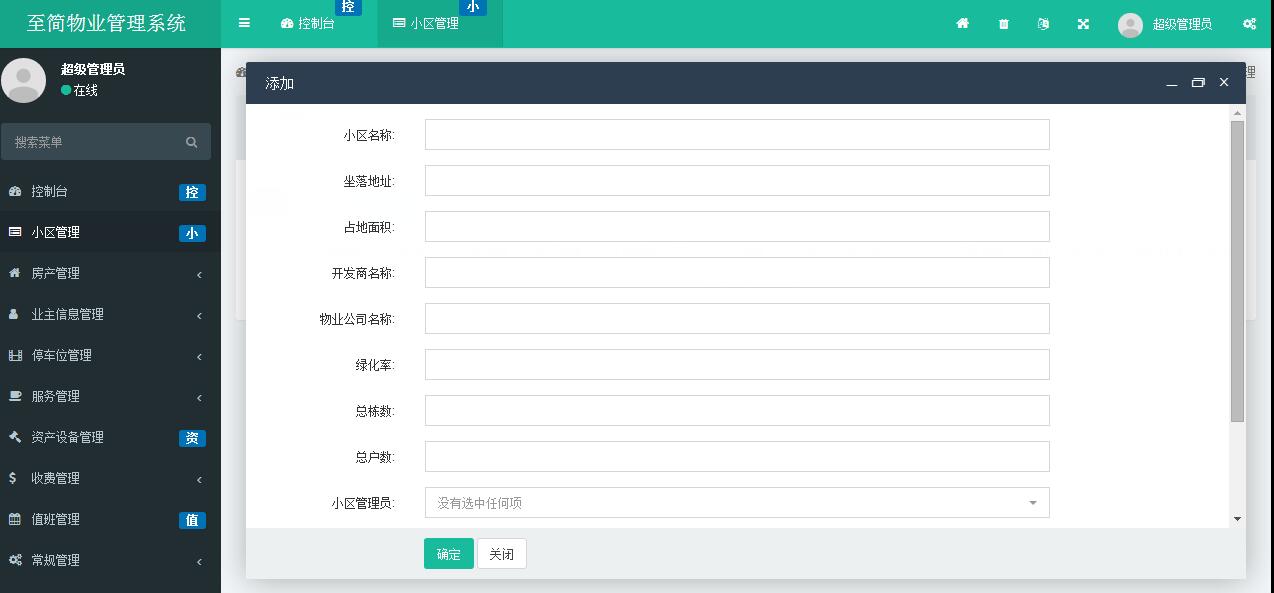 至简物业管理系统
控制台
控
小区管理
小
超级管理员
超级管理员
在线
搜索菜单
控制台
控
小区管理
小
房产管理
业主信息管理
停车位管理
服务管理
资产设备管理
资
收费管理
值班管理
值
常规管理
理
添加
小区名称:
坐落地址:
占地面积:
开发商名称:
物业公司名称:
绿化率:
总栋数:
总户数:
小区管理员:
没有选中任何项
确定
关闭